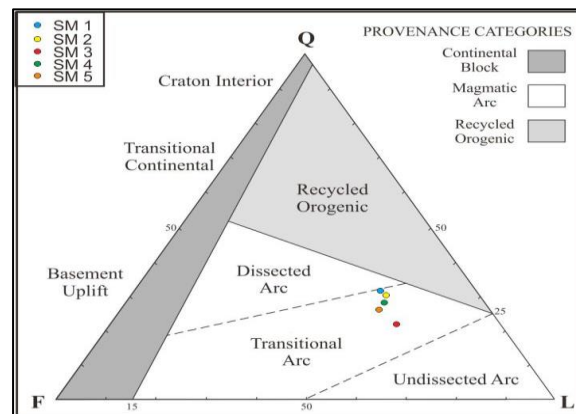 SM 1
SM 2
SM 3
SM 4
SM 5
Q
PROVENANCE CATEGORIES
Continental
Block
Magmatic
Arc
Recycled
Orogenic
Craton Interior
Transitional
Continental
Recycled
Orogenic
50
50
Basement
Uplift
Dissected
Arc
25
Transitional
Arc
Undissected Arc
F
15
50
L